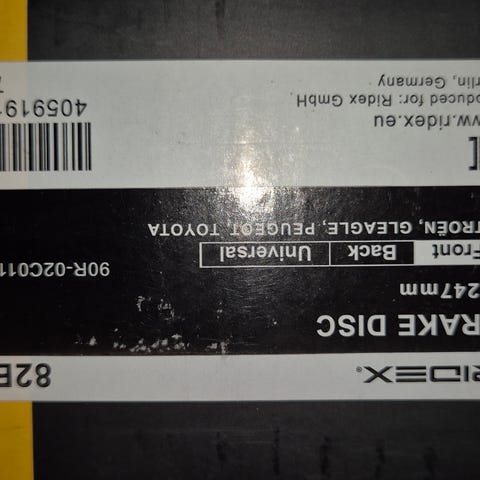 RIDEX® 82B
RAKE DISC
247mm
Front Back Universal
TROËN, GLEAGLE, PEUGEOT, TOYOTA
90R-02C011
w.ridex.eu
oduced for: Ridex GmbH,
rlin, Germany
405919